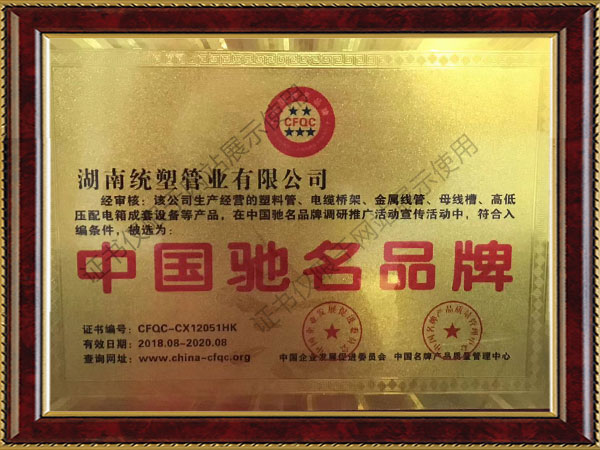 CFQC
湖南统塑管业有限公司
经审核：该公司生产经营的塑料管、电缆桥架、金属线管、母线槽、高低
压配电箱成套设备等产品，在中国驰名品牌调研推广活动宣传活动中，符合入
编条件，被选为：
中国驰名品牌
证书编号：CFQC-CX12051HK
有效日期：2018.08-2020.08
查询网址：www.china-cfqc.org
中国企业发展促进委员会 中国名牌产品质量管理中心